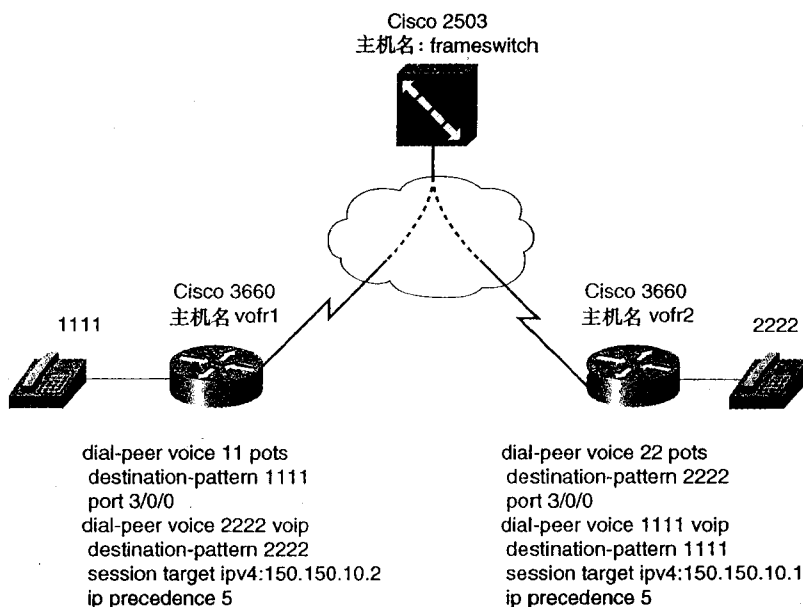 Cisco 2503
主机名: frameswitch
Cisco 3660
主机名 vofr1
1111
Cisco 3660
主机名 vofr2
2222
dial-peer voice 11 pots
destination-pattern 1111
port 3/0/0
dial-peer voice 2222 voip
destination-pattern 2222
session target ipv4:150.150.10.2
ip precedence 5
dial-peer voice 22 pots
destination-pattern 2222
port 3/0/0
dial-peer voice 1111 voip
destination-pattern 1111
session target ipv4:150.150.10.1
ip precedence 5